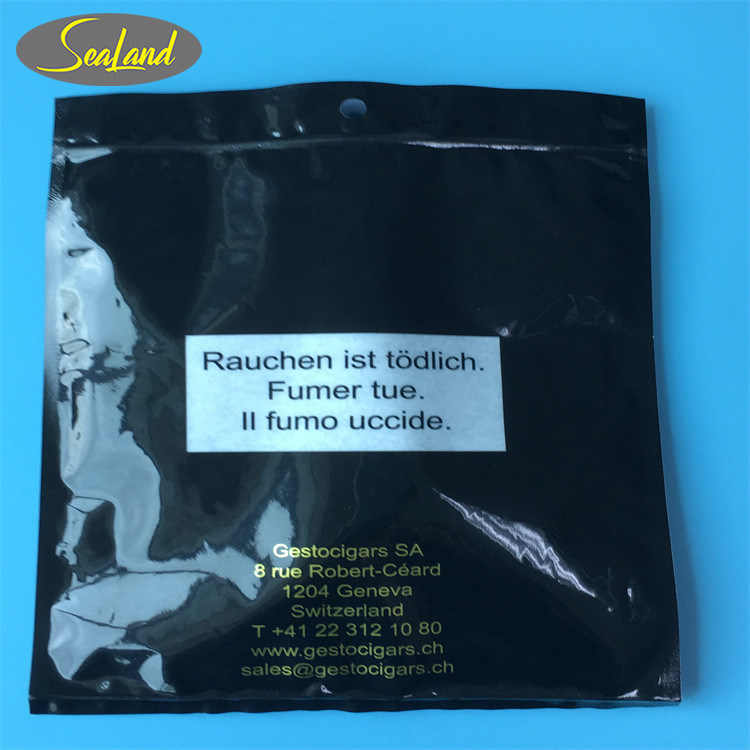 SeaLand
Rauchen ist tödlich.
Fumer tue.
Il fumo uccide.
Gestocigars SA
8 rue Robert-Céard
1204 Geneva
Switzerland
T +41 22 312 10 80
www.gestocigars.ch
sales@gestocigars.ch